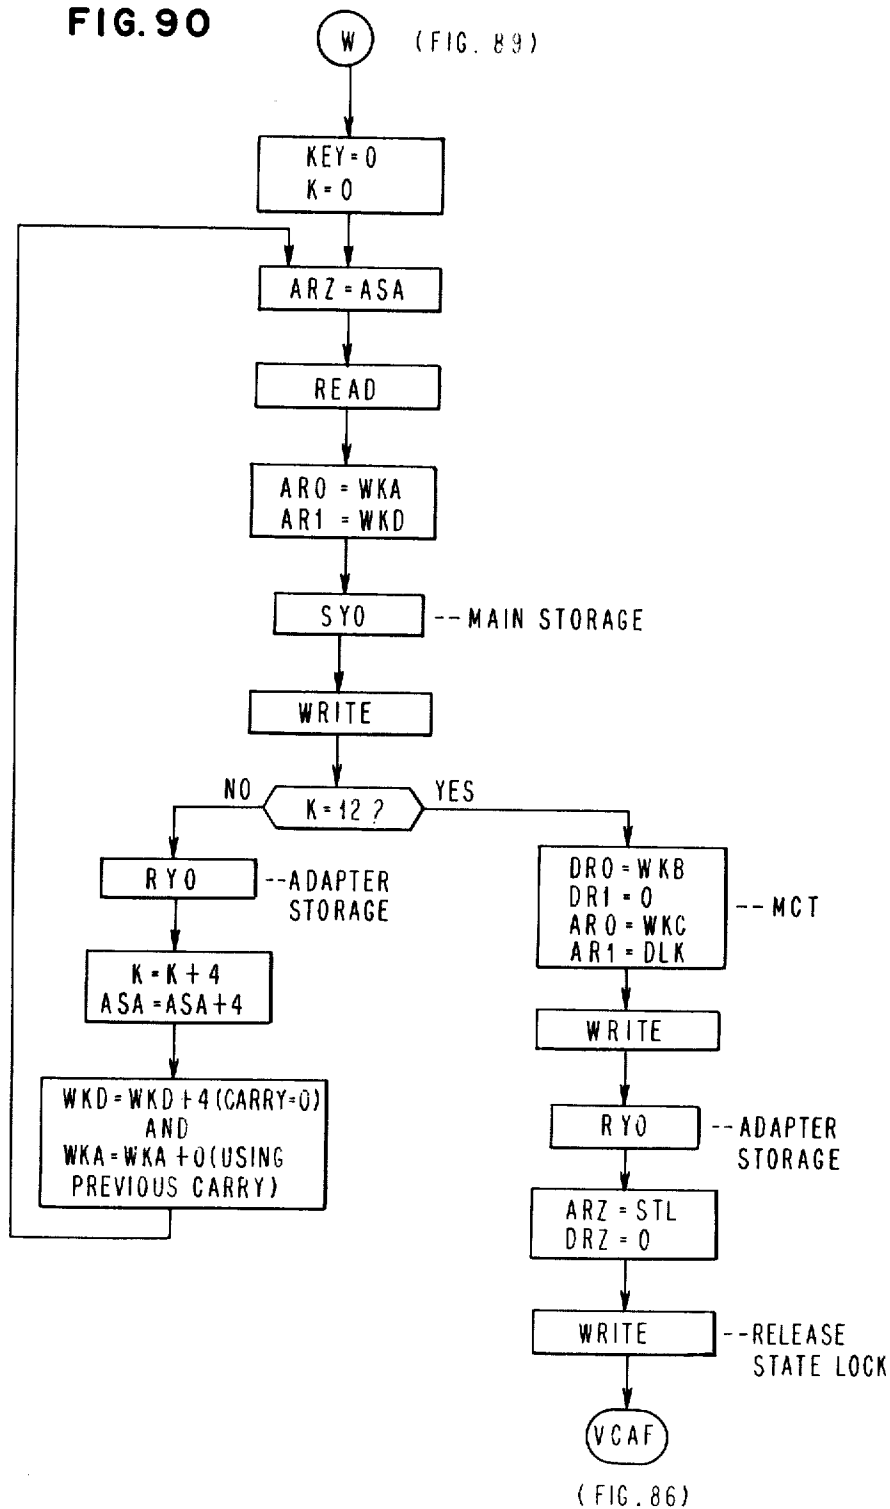 FIG. 90
W
(FIG. 89)
KEY=0
K=0
ARZ=ASA
READ
AR0=WKA
AR1=WKD
SYO
--MAIN STORAGE
WRITE
NO
K=12?
YES
RYO
--ADAPTER
STORAGE
K=K+4
ASA=ASA+4
WKD=WKD+4(CARRY=0)
AND
WKA=WKA+0(USING
PREVIOUS CARRY)
DR0=WKB
DR1=0
AR0=WKC
AR1=DLK
--MCT
WRITE
RYO
--ADAPTER
STORAGE
ARZ=STL
DRZ=0
WRITE
--RELEASE
STATE LOCK
VCAF
(FIG. 86)